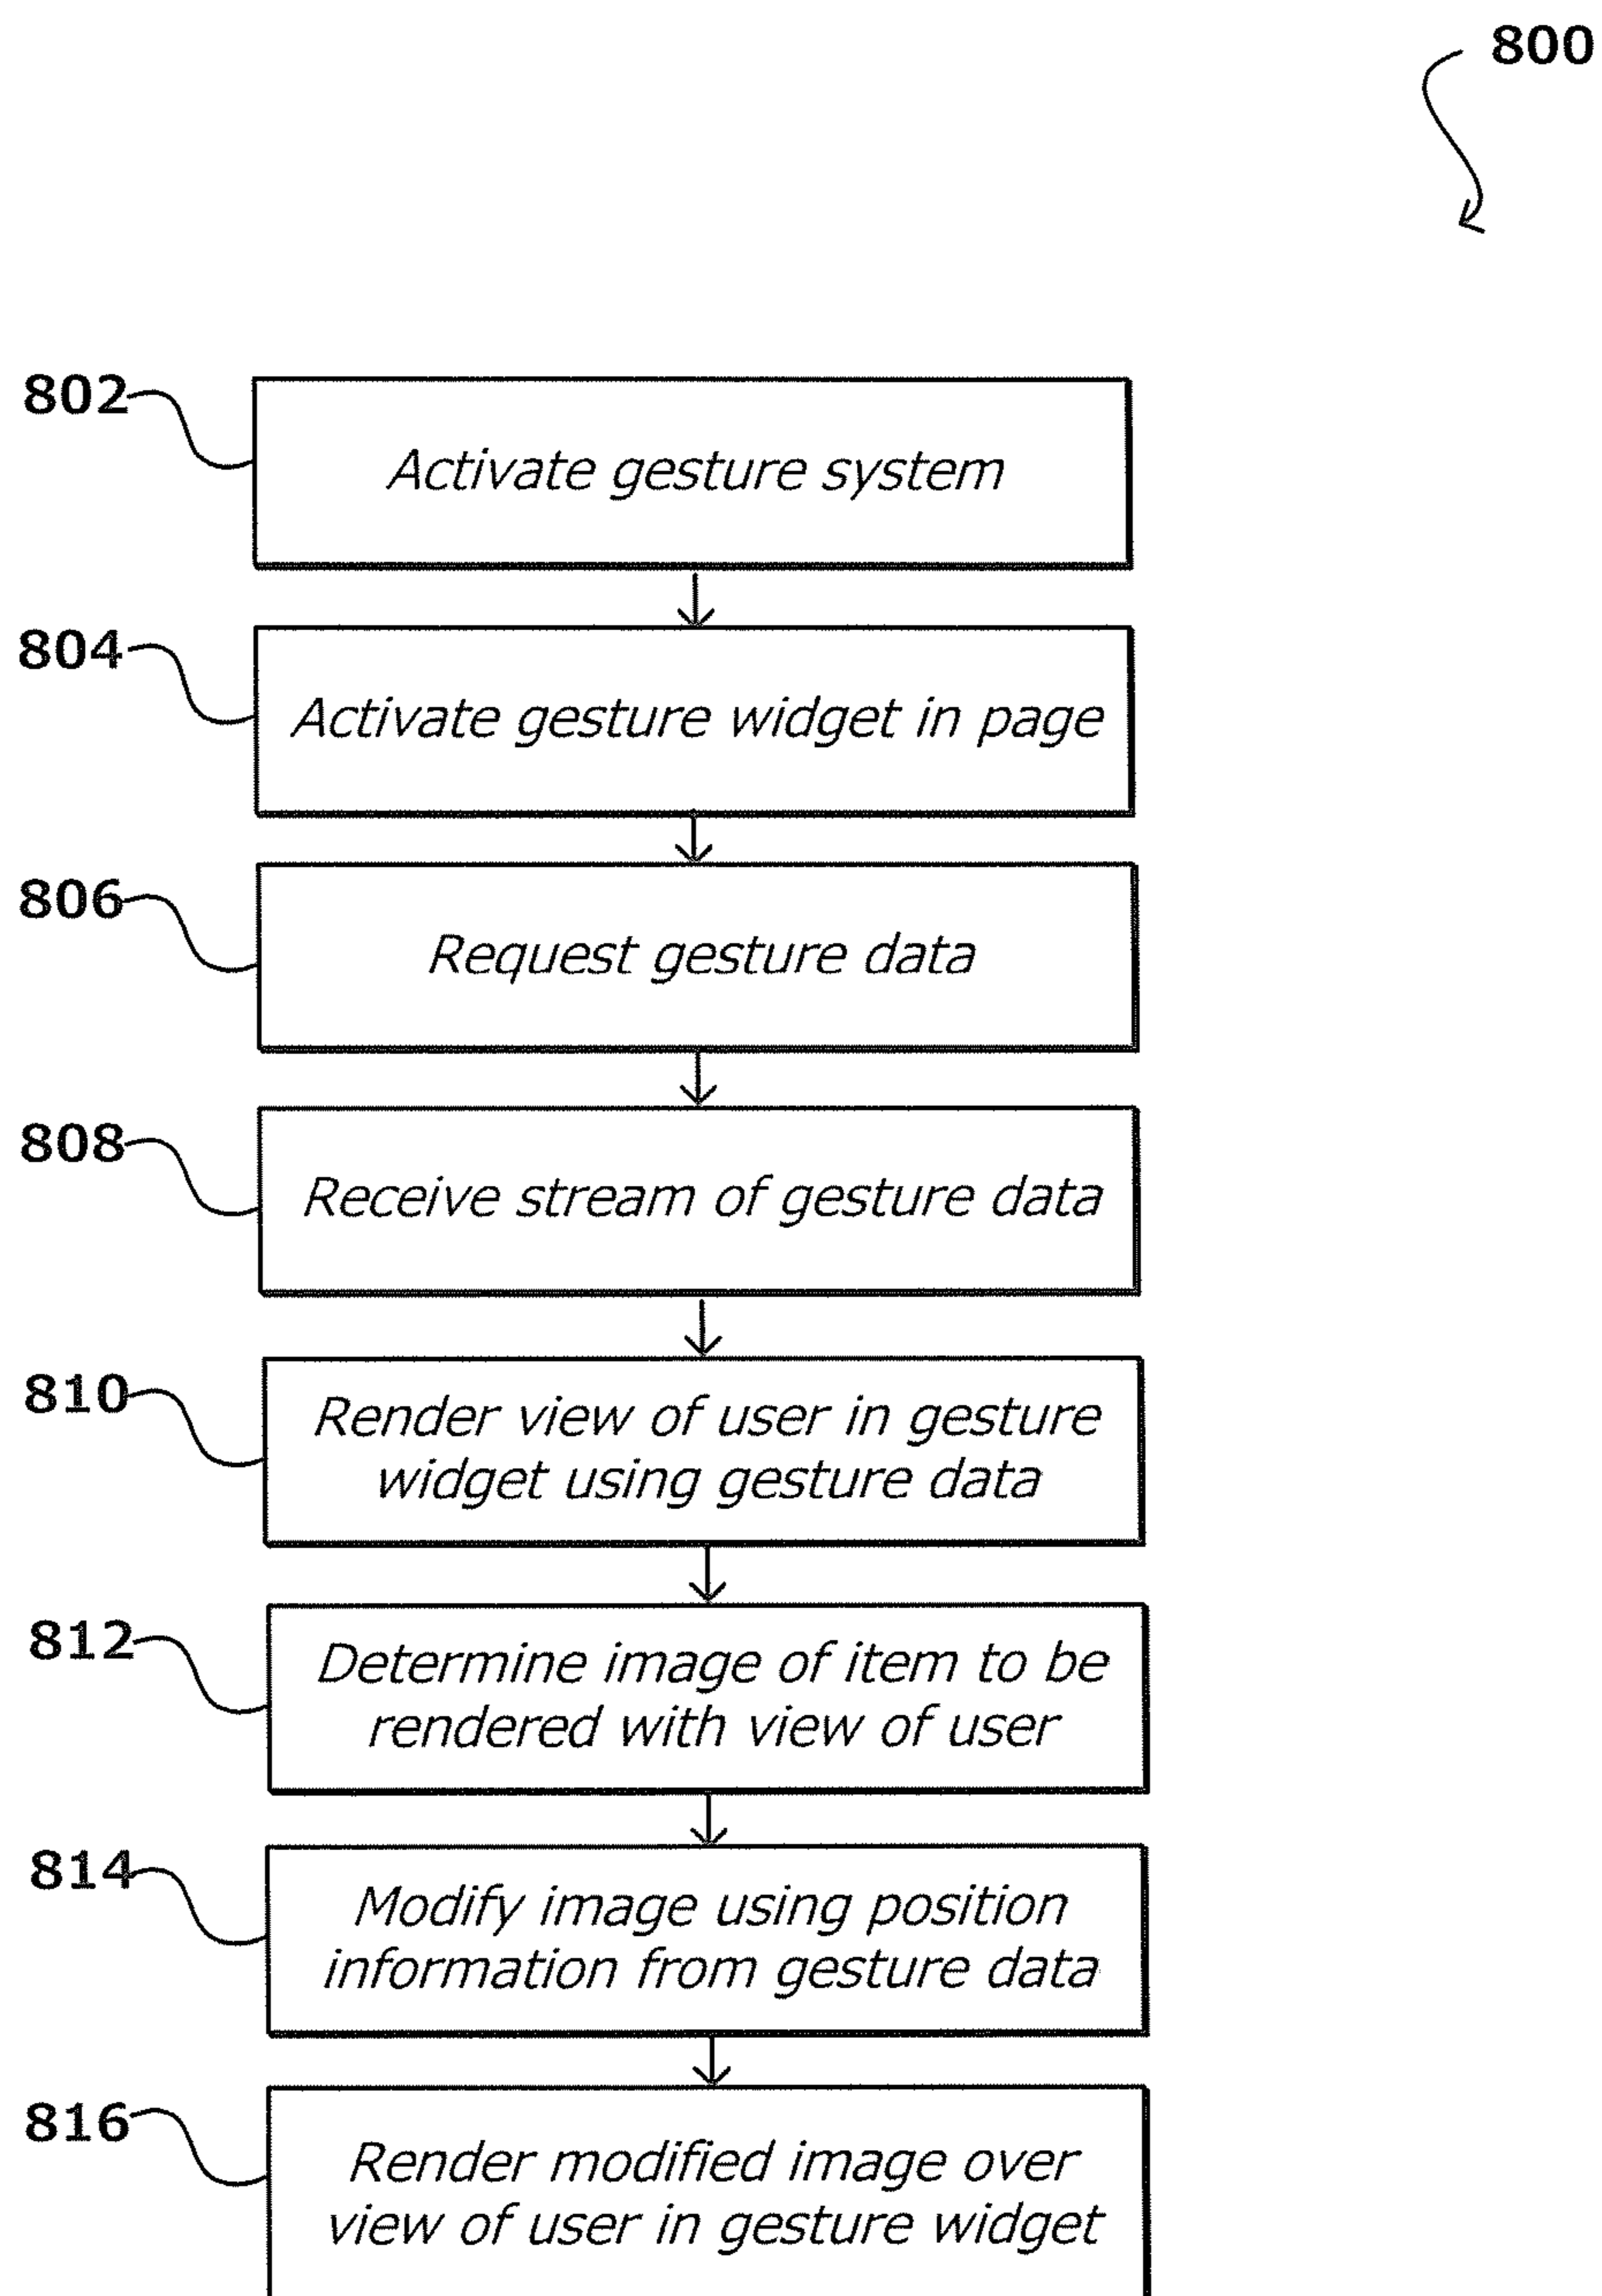 800
802
Activate gesture system
804
Activate gesture widget in page
806
Request gesture data
808
Receive stream of gesture data
810
Render view of user in gesture
widget using gesture data
812
Determine image of item to be
rendered with view of user
814
Modify image using position
information from gesture data
816
Render modified image over
view of user in gesture widget